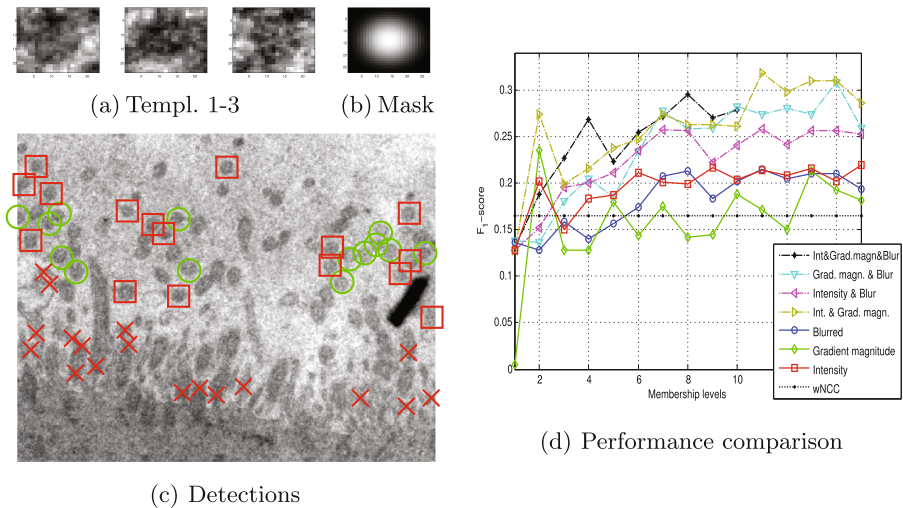 (a) Templ. 1-3
(b) Mask
(c) Detections
0.3
0.25
0.2
0.15
0.1
0.05
0
F1-score
2
4
6
8
10
Membership levels
Int&Grad.magn&Blur
Grad. magn. & Blur
Intensity & Blur
Int. & Grad. magn.
Blurred
Gradient magnitude
Intensity
wNCC
(d) Performance comparison